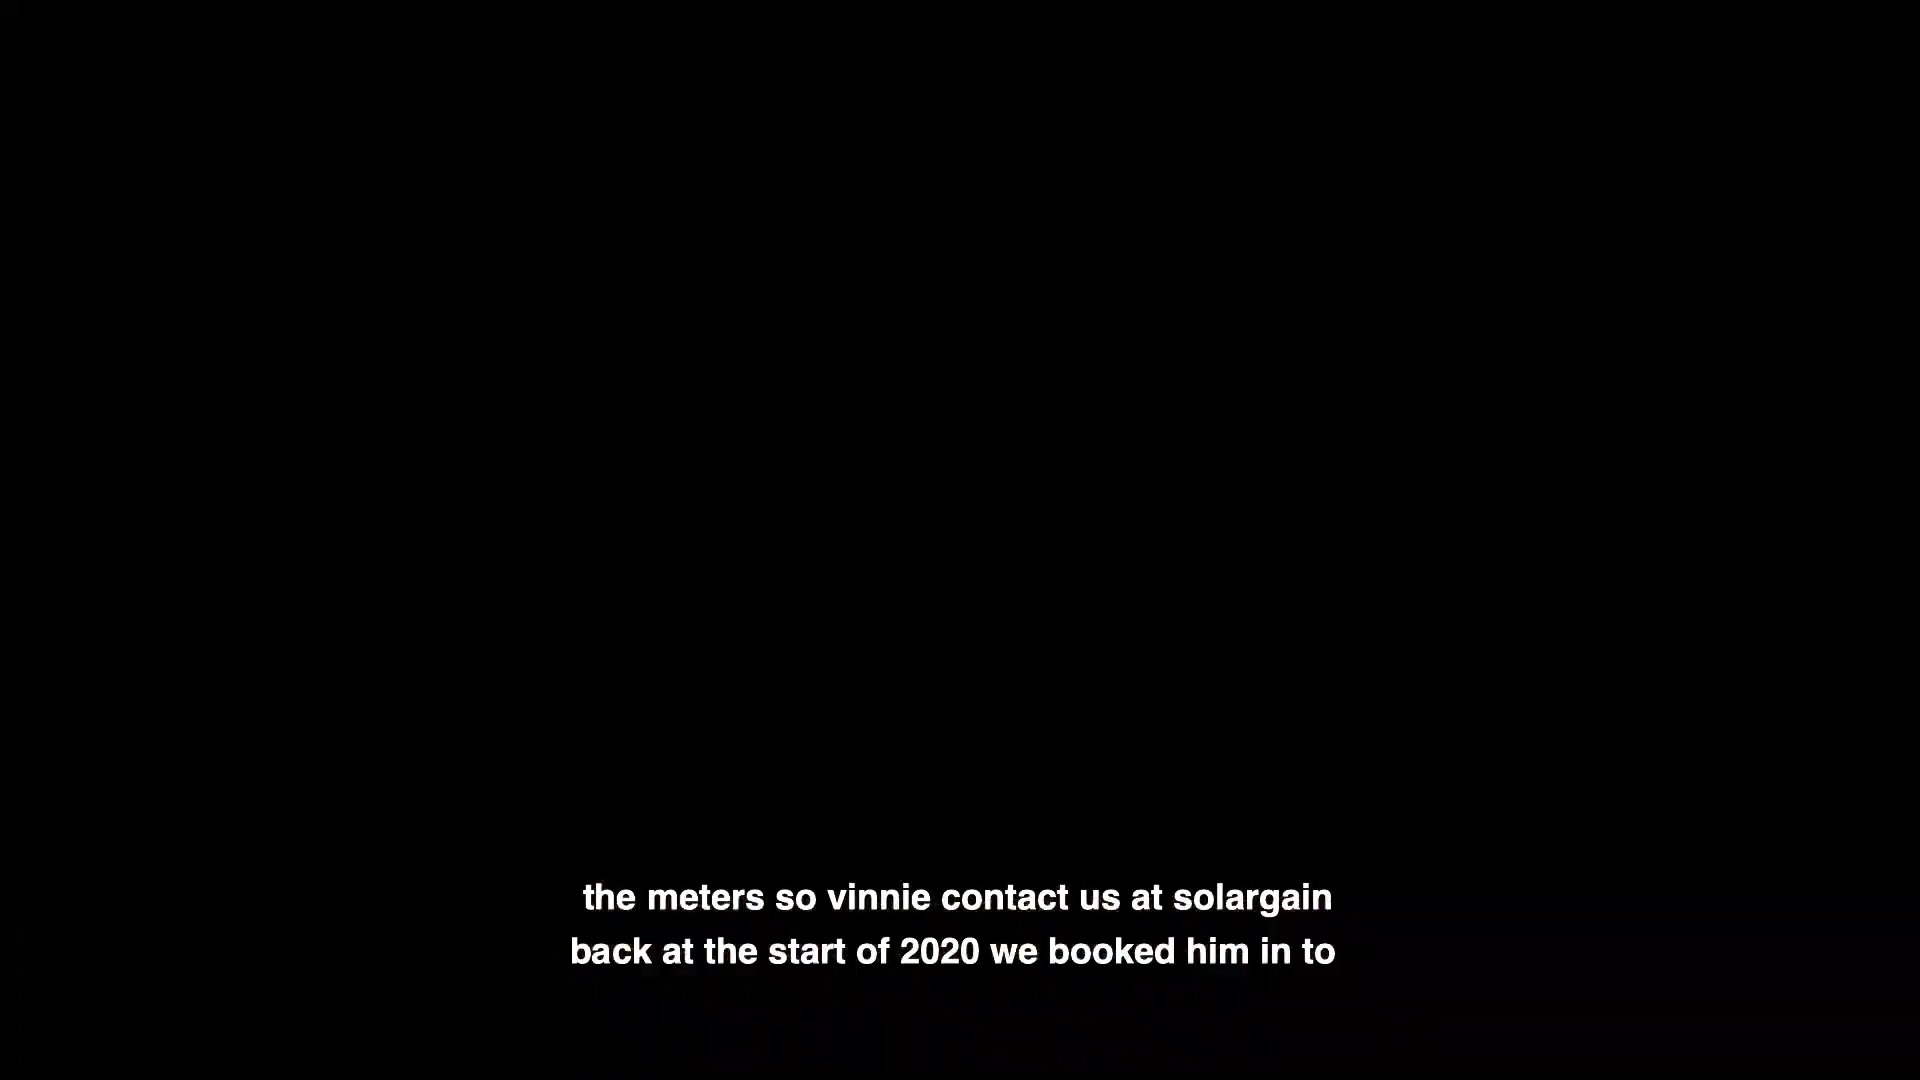 the meters so vinnie contact us at solargain
back at the start of 2020 we booked him in to